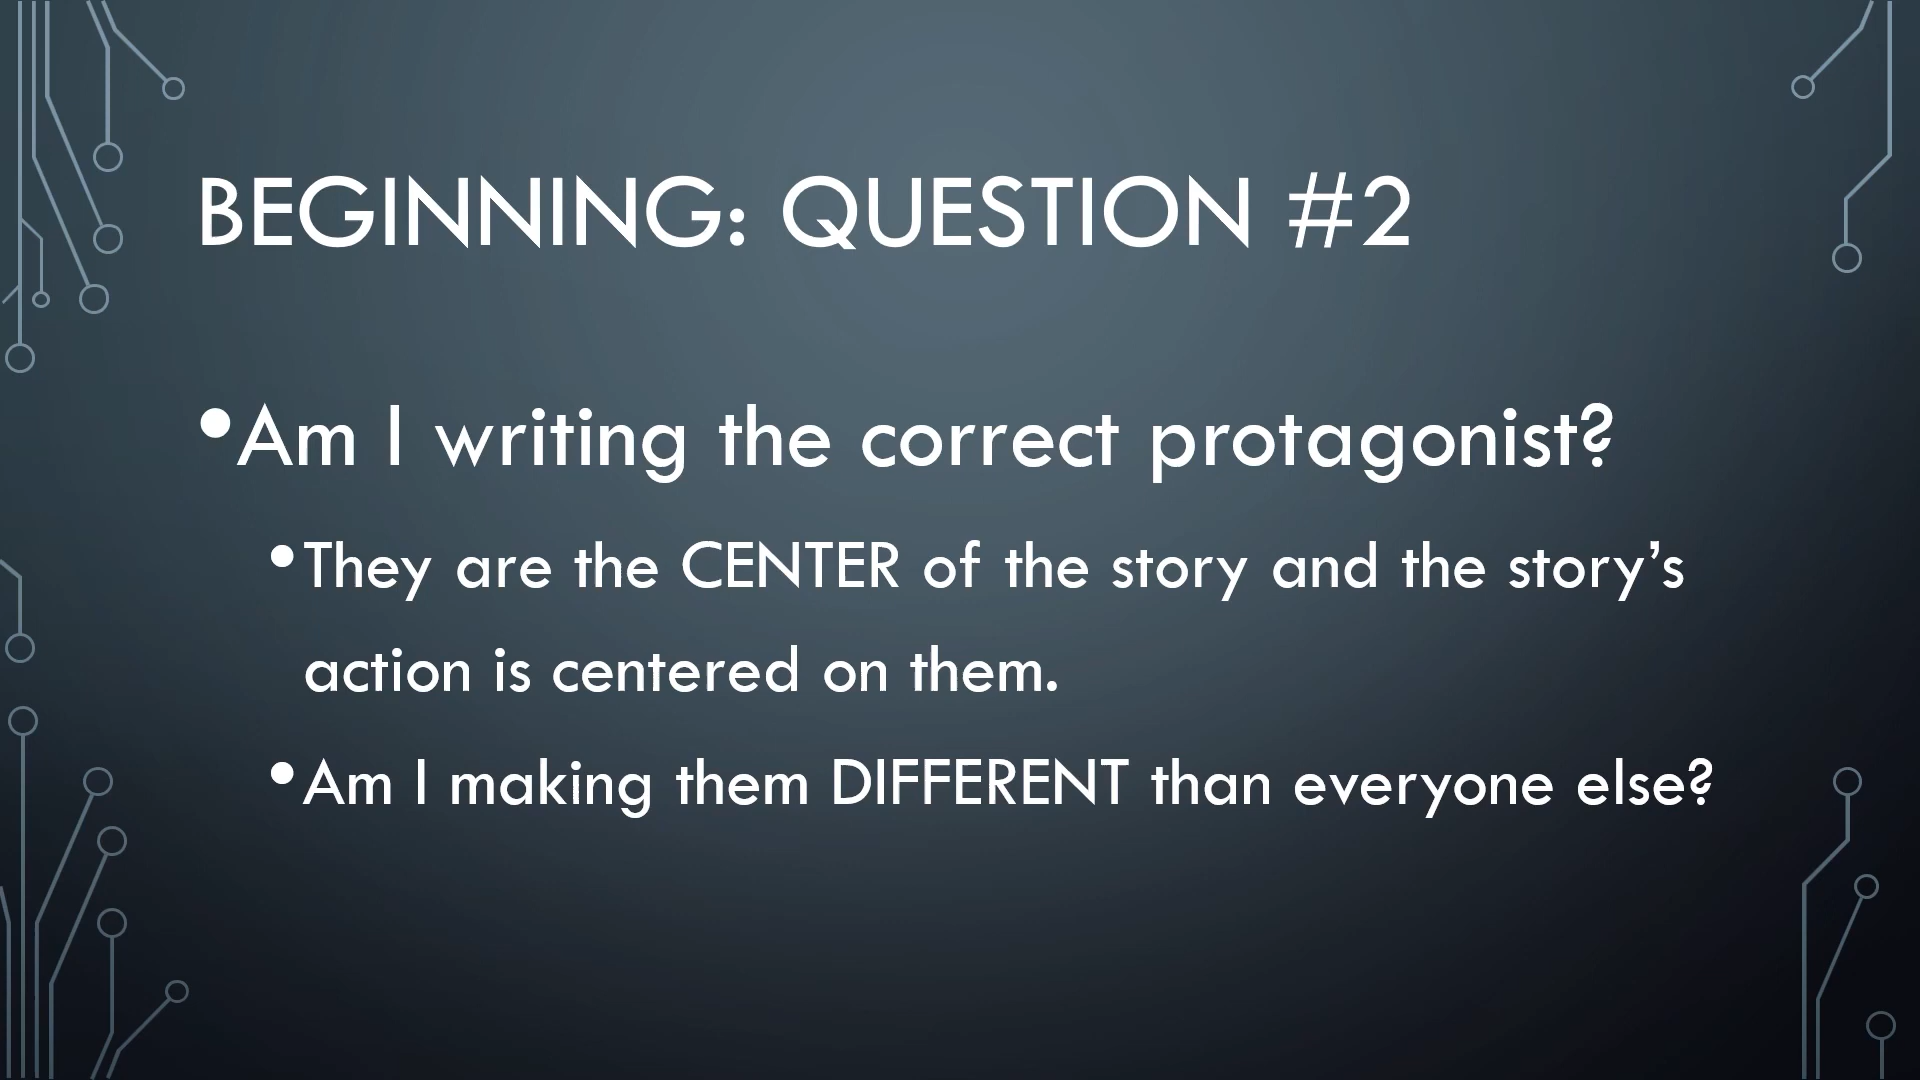 BEGINNING: QUESTION #2
•Am I writing the correct protagonist?
•They are the CENTER of the story and the story’s
action is centered on them.
•Am I making them DIFFERENT than everyone else?